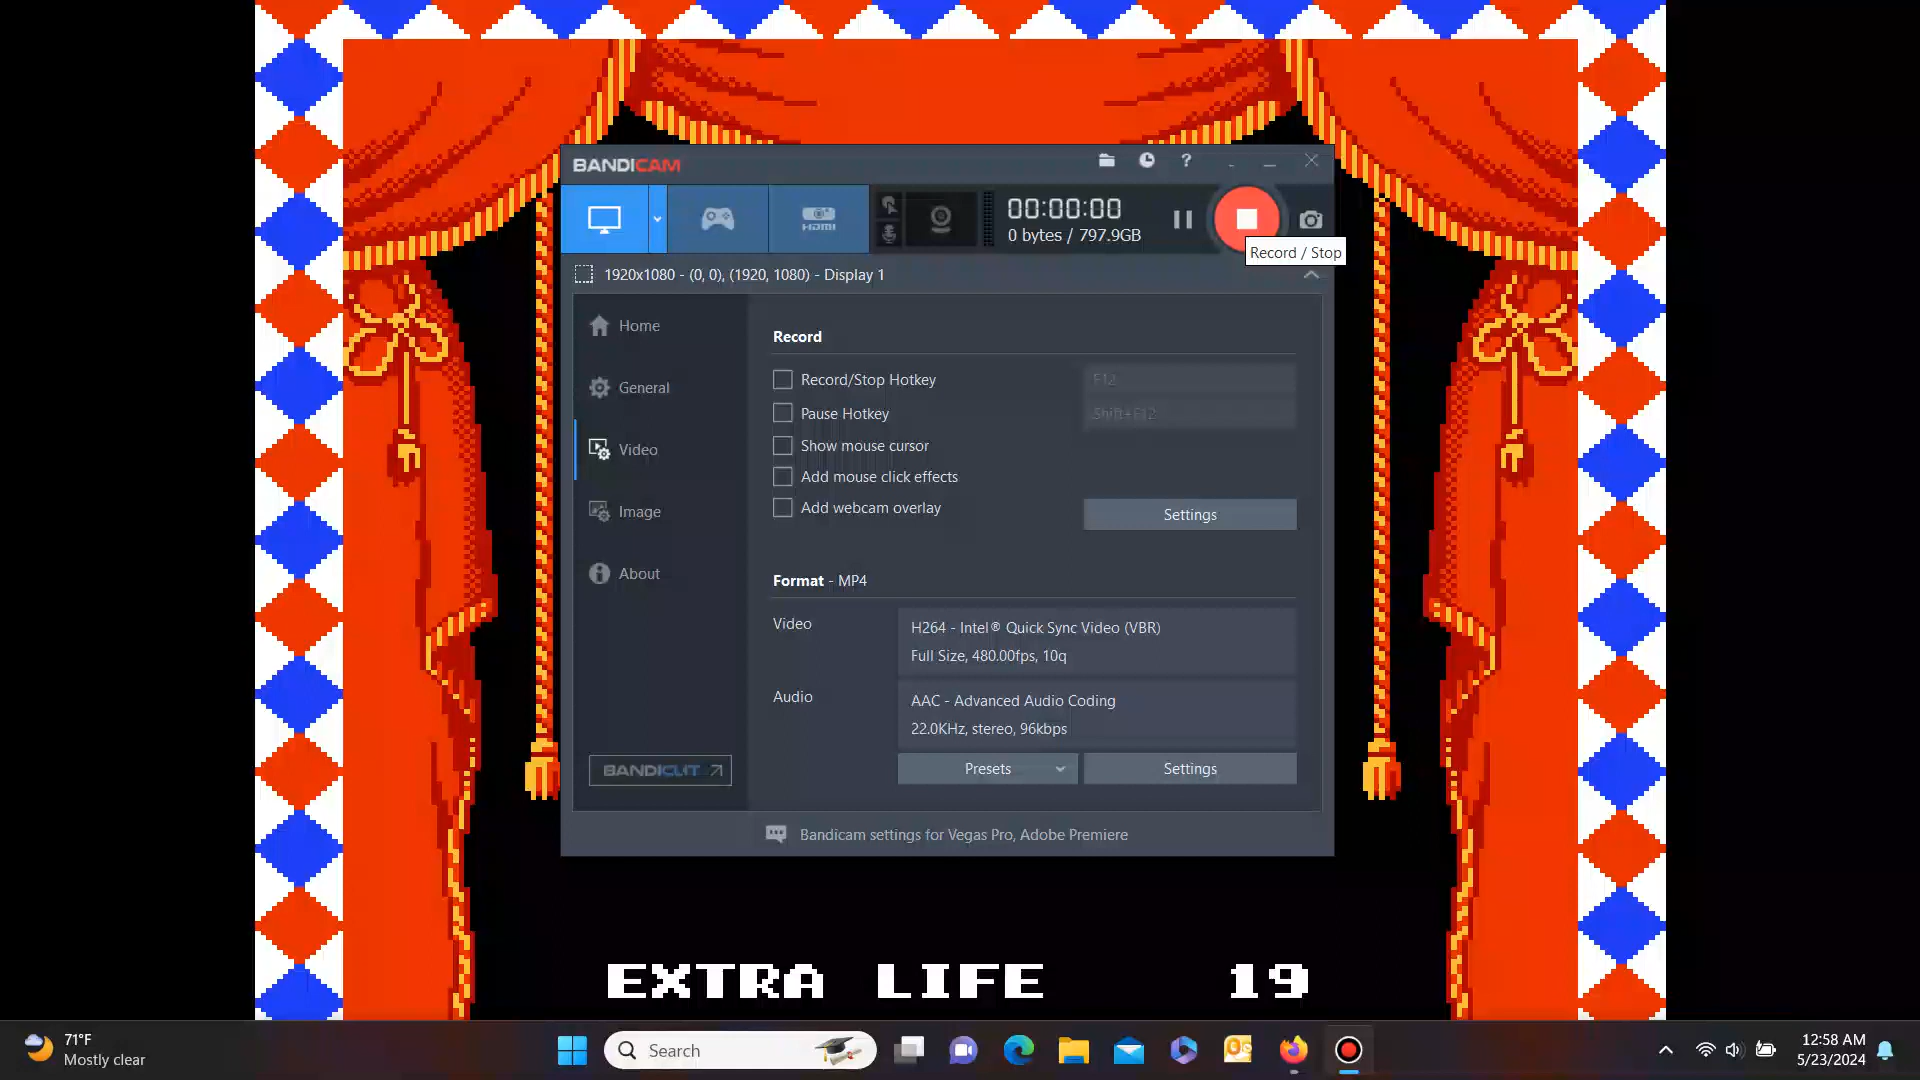 BANDICAM
?
HDMI
00:00:00
0 bytes / 797.9GB
Record / Stop
1920x1080 - (0, 0), (1920, 1080) - Display 1
Home
General
Video
Image
About
BANDICUT
Record
Record/Stop Hotkey
F12
Pause Hotkey
Shift+F12
Show mouse cursor
Add mouse click effects
Add webcam overlay
Settings
Format - MP4
Video
H264 - Intel® Quick Sync Video (VBR)
Full Size, 480.00fps, 10q
Audio
AAC - Advanced Audio Coding
22.0KHz, stereo, 96kbps
Presets
Settings
Bandicam settings for Vegas Pro, Adobe Premiere
EXTRA LIFE 19
71°F
Mostly clear
Search
12:58 AM
5/23/2024